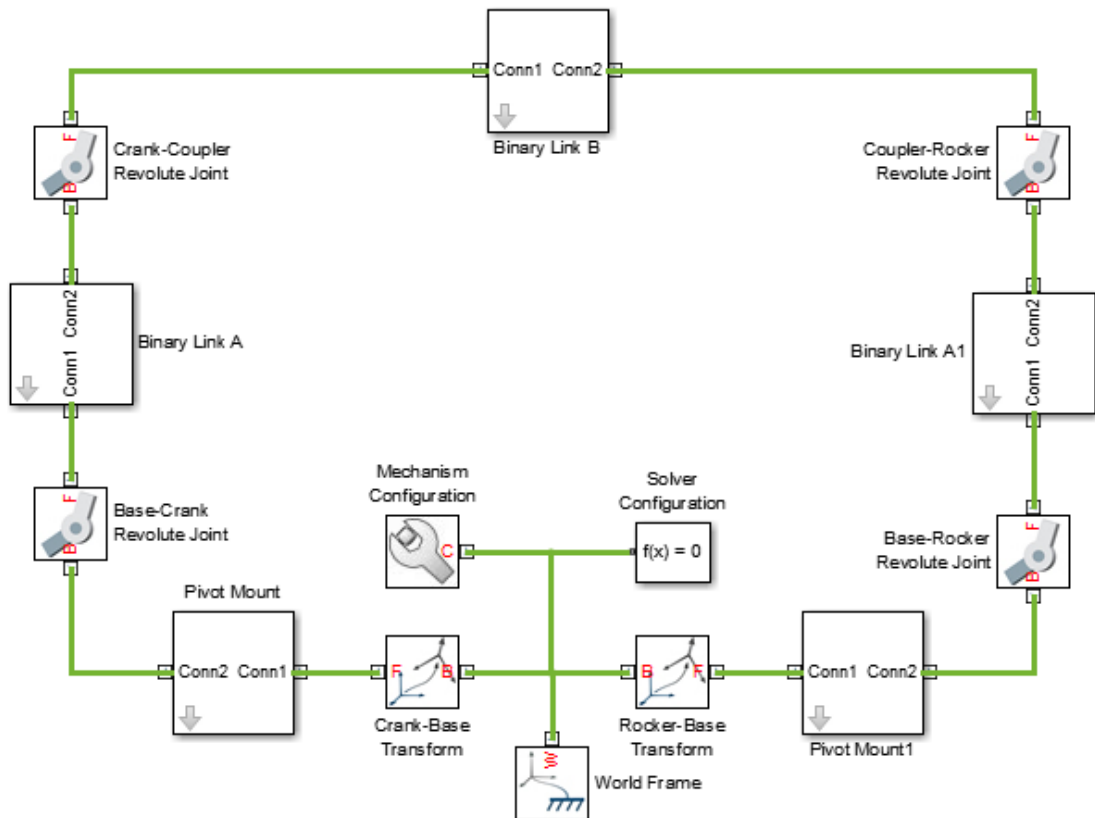 Conn1 Conn2
Binary Link B
F
Crank-Coupler
Revolute Joint
B
Coupler-Rocker
Revolute Joint
F
B
Conn2
Conn1
Binary Link A
Binary Link A1
Conn2
Conn1
F
Base-Crank
Revolute Joint
B
Mechanism
Configuration
C
Solver
Configuration
f(x) = 0
Base-Rocker
Revolute Joint
F
B
Pivot Mount
Conn2 Conn1
F
B
Crank-Base
Transform
B
F
Rocker-Base
Transform
Conn1 Conn2
Pivot Mount1
W
World Frame